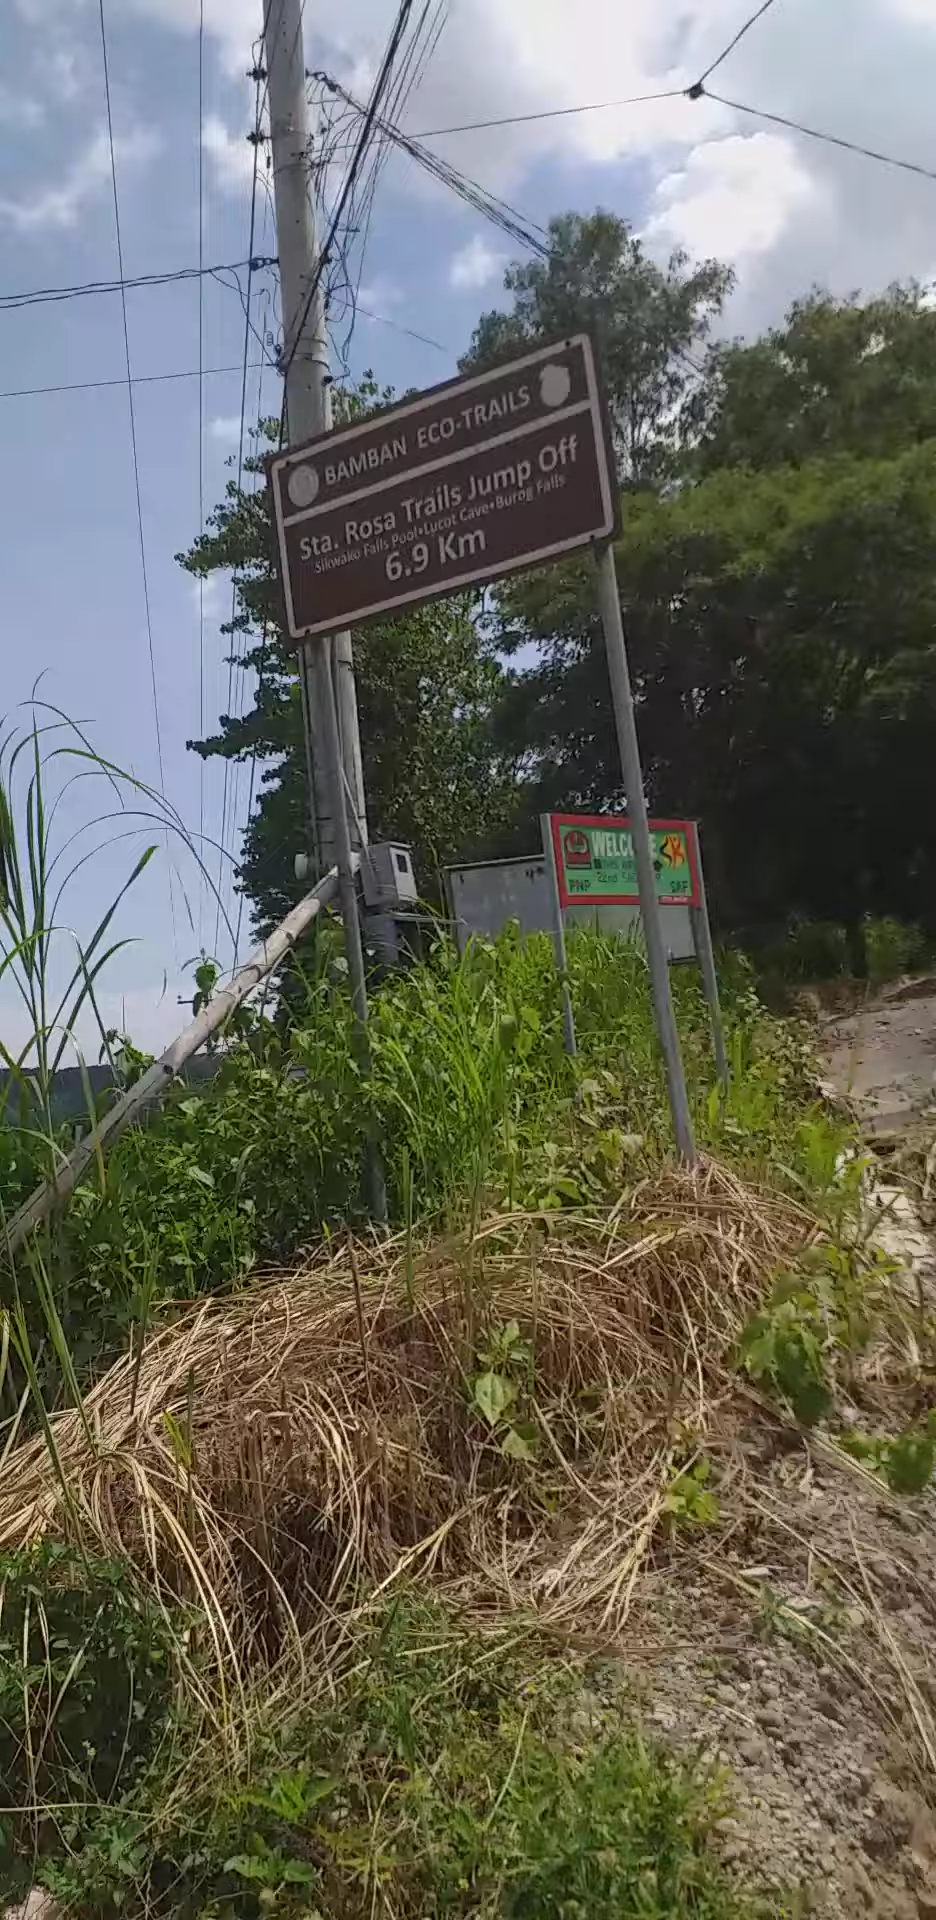 BAMBAN ECO-TRAILS
Sta. Rosa Trails Jump Off
Sikwako Falls Pool•Lucot Cave•Burog Falls
6.9 Km
WELCOME
22nd
PNP SAF